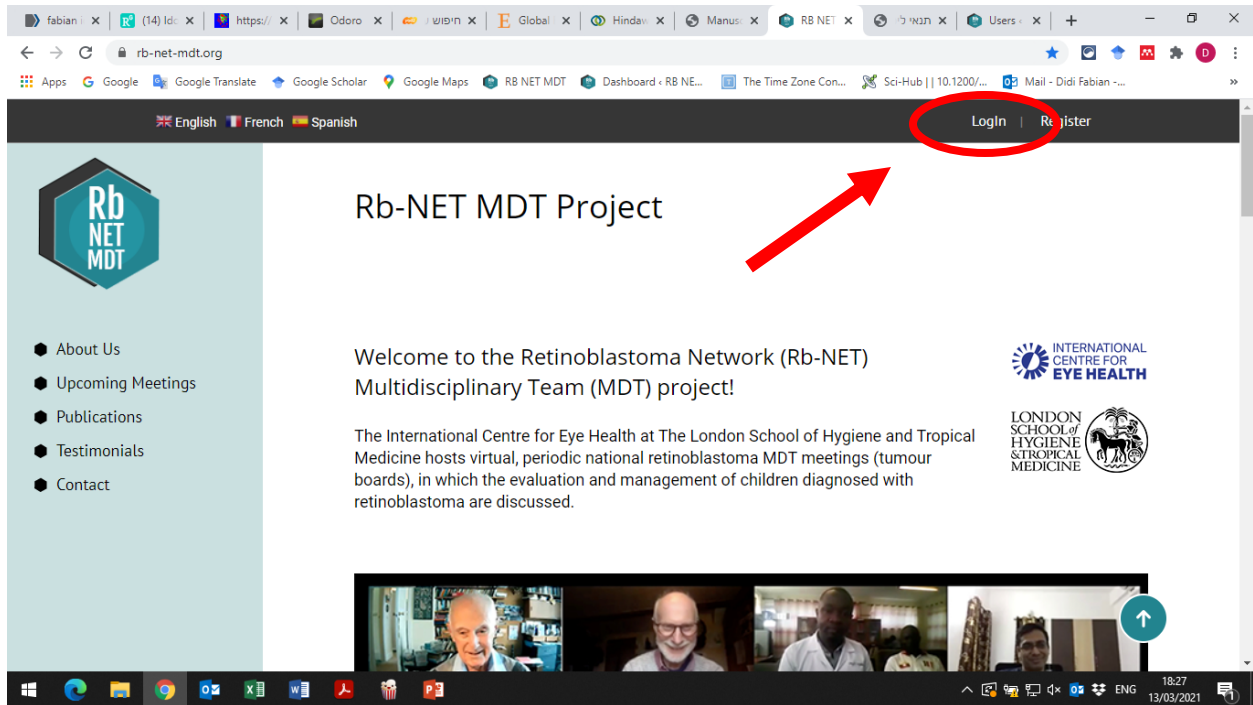 fabian i
(14) Ido
https:/
Odoro
חיפוש
Global
Hindaw
Manus
RB NET
תנאי לי
Users ‹
rb-net-mdt.org
D
Apps Google Google Translate Google Scholar Google Maps RB NET MDT Dashboard ‹ RB NE... The Time Zone Con... Sci-Hub | | 10.1200/... Mail - Didi Fabian -... »
English French Spanish
LogIn | Register
Rb
NET
MDT
About Us
Upcoming Meetings
Publications
Testimonials
Contact
Rb-NET MDT Project
Welcome to the Retinoblastoma Network (Rb-NET)
Multidisciplinary Team (MDT) project!
The International Centre for Eye Health at The London School of Hygiene and Tropical
Medicine hosts virtual, periodic national retinoblastoma MDT meetings (tumour
boards), in which the evaluation and management of children diagnosed with
retinoblastoma are discussed.
INTERNATIONAL
CENTRE FOR
EYE HEALTH
LONDON
SCHOOL of
HYGIENE
&TROPICAL
MEDICINE
ENG
18:27
13/03/2021